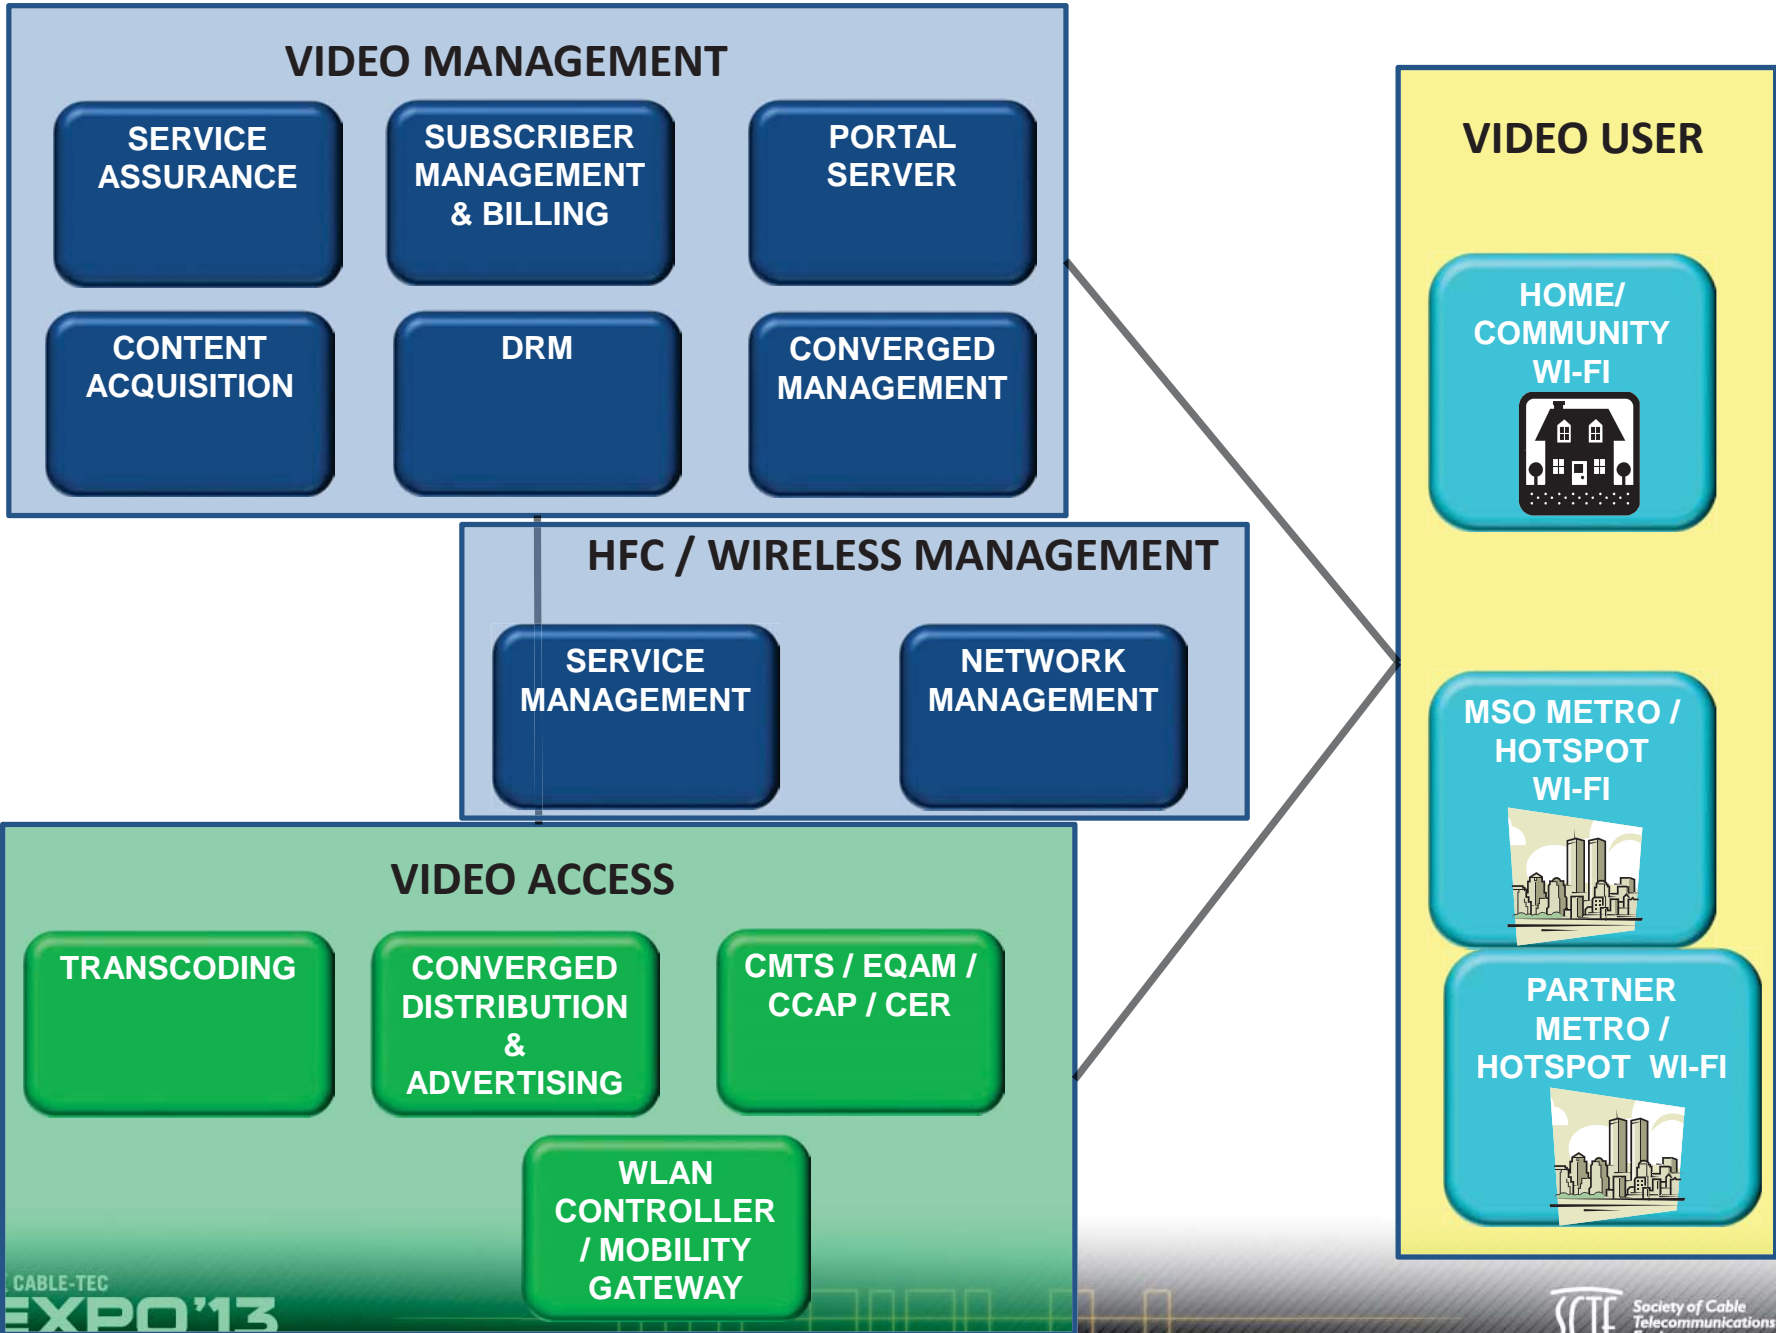 VIDEO MANAGEMENT
SERVICE
ASSURANCE
SUBSCRIBER
MANAGEMENT
& BILLING
PORTAL
SERVER
CONTENT
ACQUISITION
DRM
CONVERGED
MANAGEMENT
HFC / WIRELESS MANAGEMENT
SERVICE
MANAGEMENT
NETWORK
MANAGEMENT
VIDEO ACCESS
TRANSCODING
CONVERGED
DISTRIBUTION
&
ADVERTISING
CMTS / EQAM /
CCAP / CER
WLAN
CONTROLLER
/ MOBILITY
GATEWAY
VIDEO USER
HOME/
COMMUNITY
WI-FI
MSO METRO /
HOTSPOT
WI-FI
PARTNER
METRO /
HOTSPOT WI-FI
CABLE-TEC
EXPO'13
SCTE
Society of Cable
Telecommunications